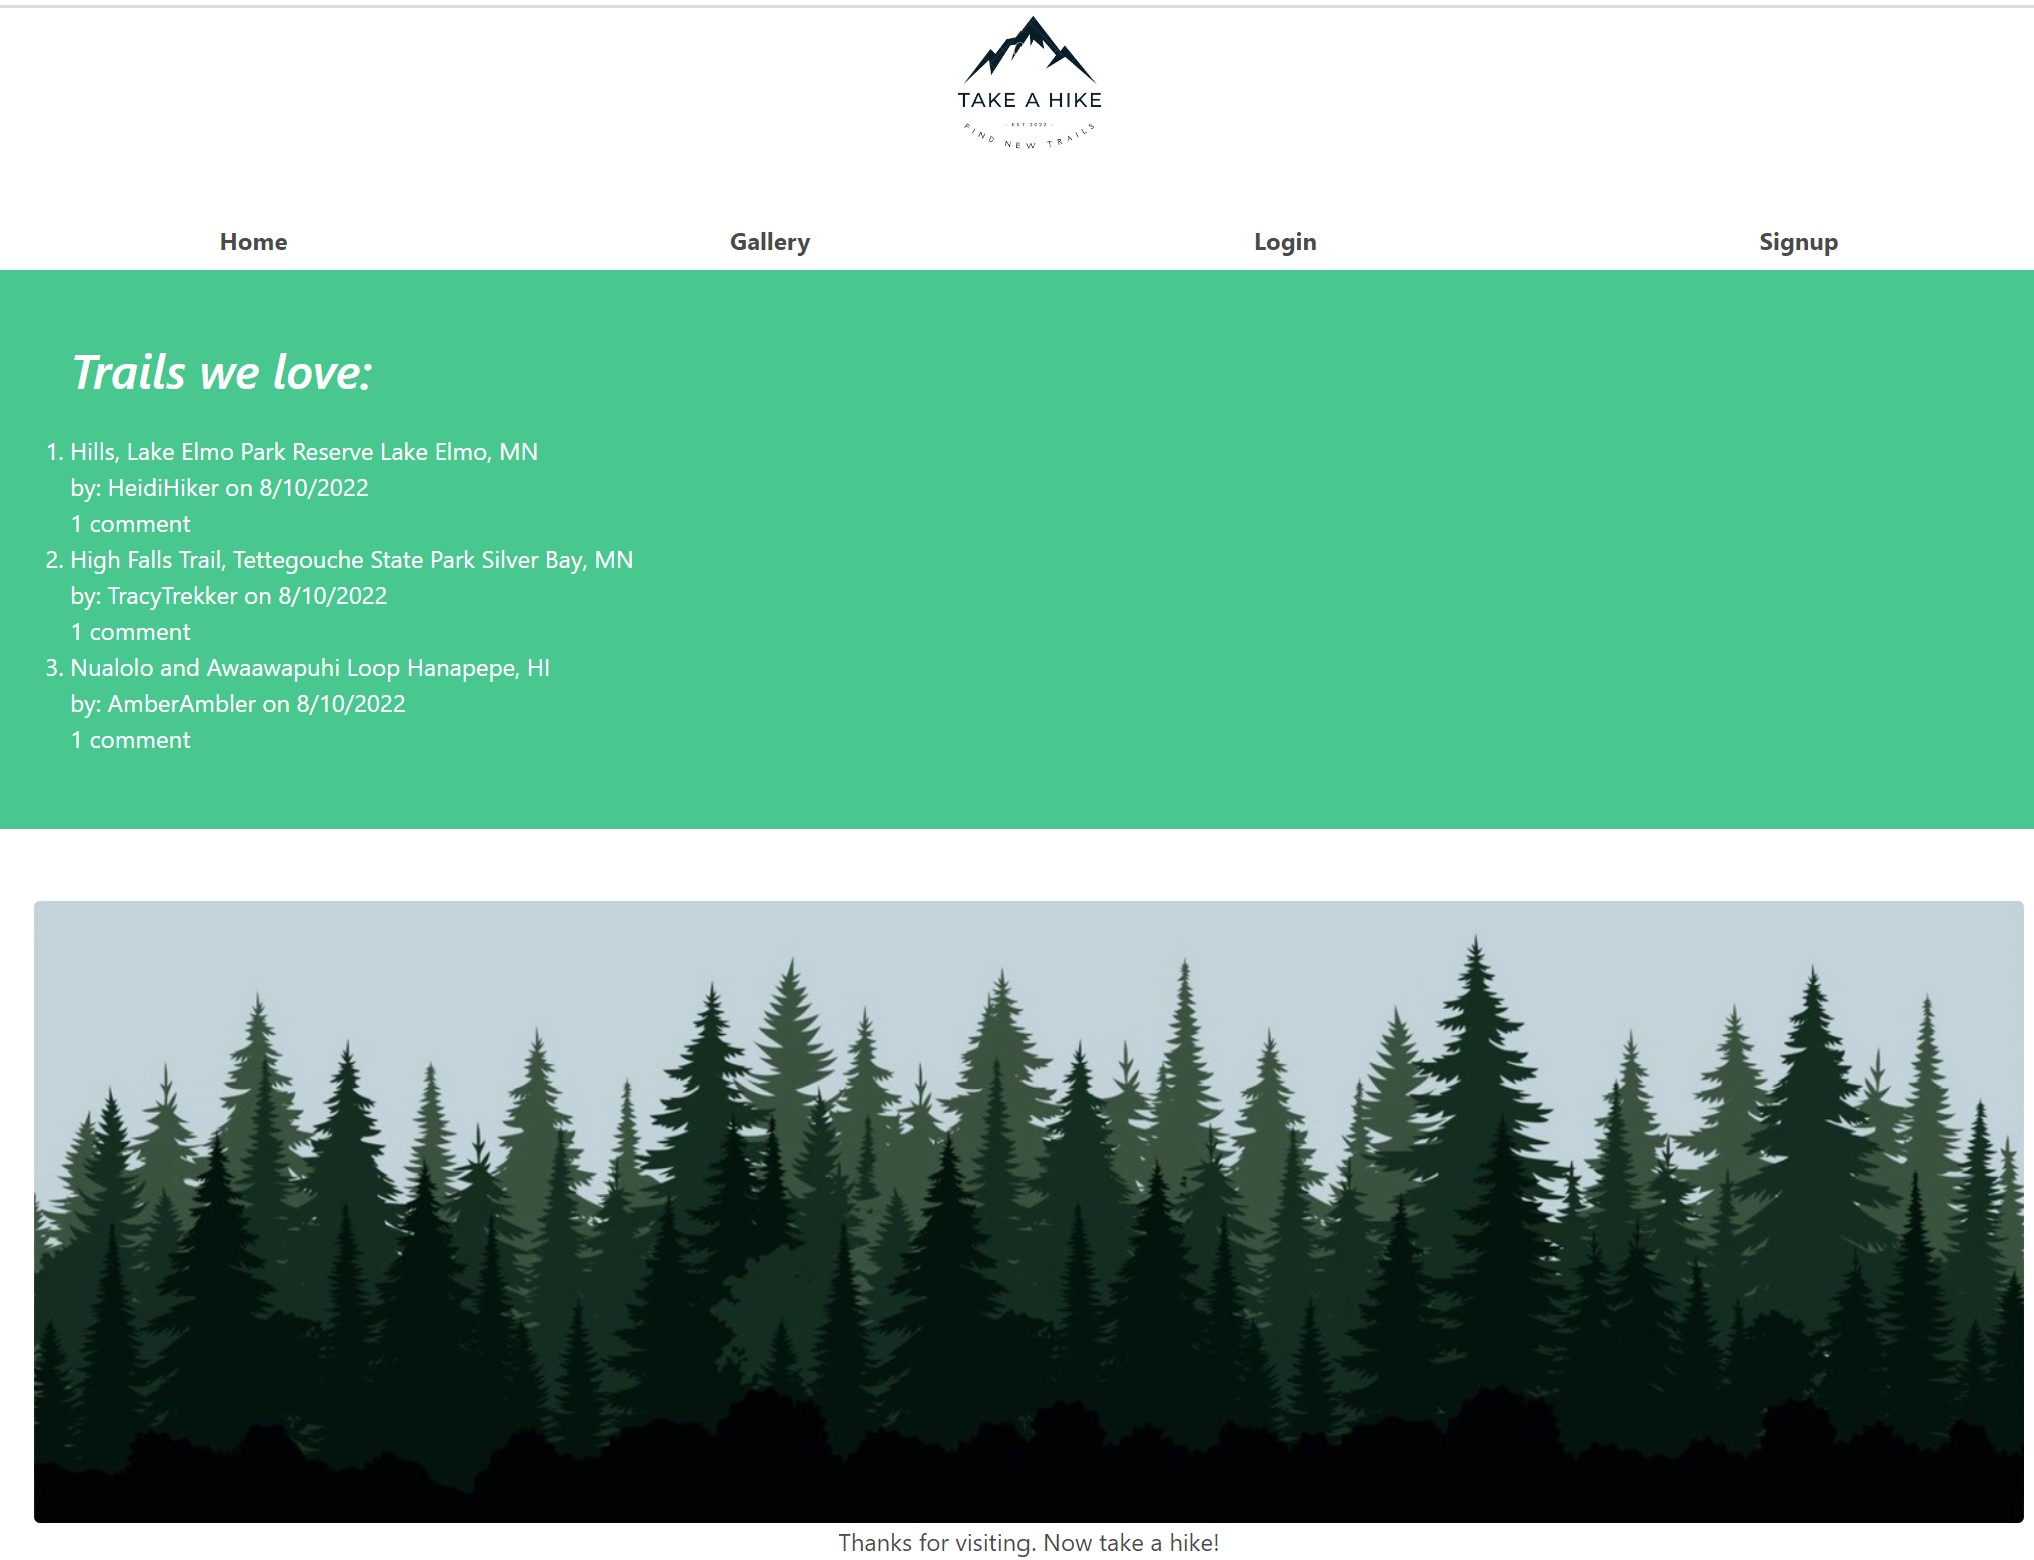 TAKE A HIKE
· EST 2022 ·
FIND NEW TRAILS
Home Gallery Login Signup
Trails we love:
1. Hills, Lake Elmo Park Reserve Lake Elmo, MN
by: HeidiHiker on 8/10/2022
1 comment
2. High Falls Trail, Tettegouche State Park Silver Bay, MN
by: TracyTrekker on 8/10/2022
1 comment
3. Nualolo and Awaawapuhi Loop Hanapepe, HI
by: AmberAmbler on 8/10/2022
1 comment
Thanks for visiting. Now take a hike!